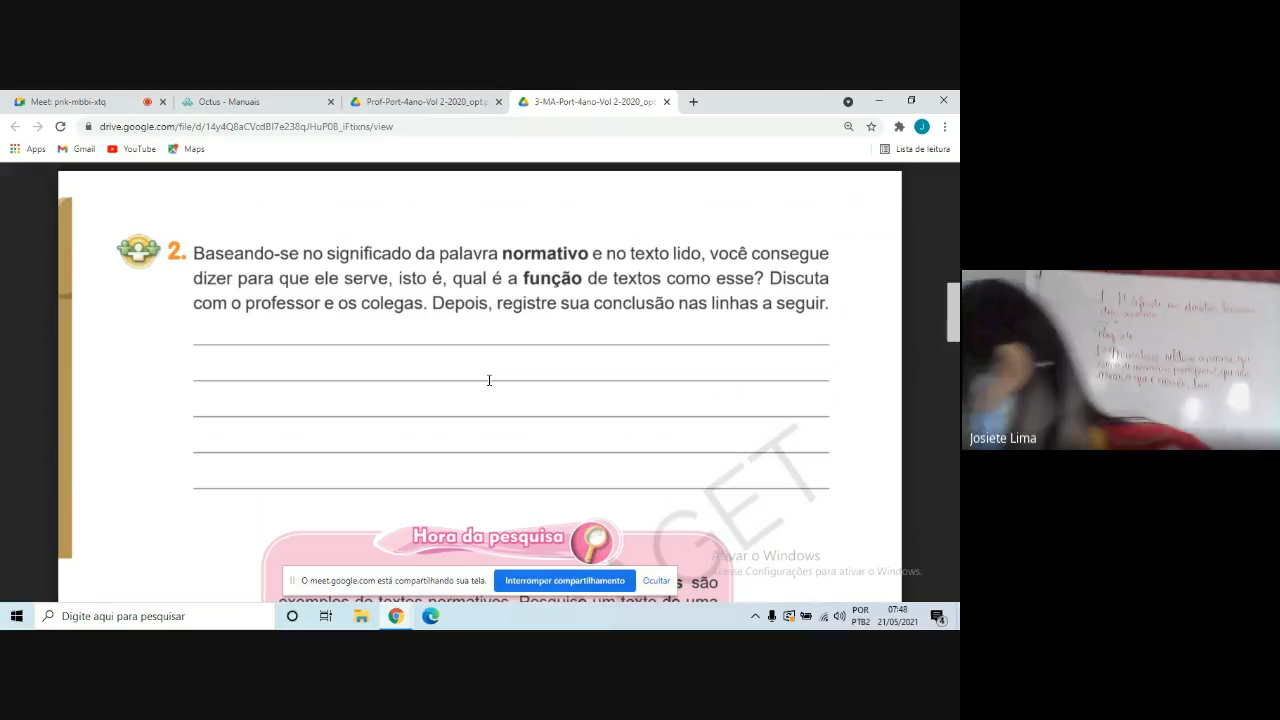 Meet: pnk-mbbi-xtq
Octus - Manuais
Prof-Port-4ano-Vol 2-2020_opt.p
3-MA-Port-4ano-Vol 2-2020_opt
drive.google.com/file/d/14y4Q8aCVcdBI7e238qJHuP0B_iFtixns/view
Apps Gmail YouTube Maps Lista de leitura
2. Baseando-se no significado da palavra normativo e no texto lido, você consegue
dizer para que ele serve, isto é, qual é a função de textos como esse? Discuta
com o professor e os colegas. Depois, registre sua conclusão nas linhas a seguir.
Hora da pesquisa
GET
Ativar o Windows
Acesse Configurações para ativar o Windows.
O meet.google.com está compartilhando sua tela. Interromper compartilhamento Ocultar
s são
exemplos de textos normativos. Pesquise um texto de uma
Digite aqui para pesquisar
POR
PTB2
07:48
21/05/2021
4
J
Josiete Lima